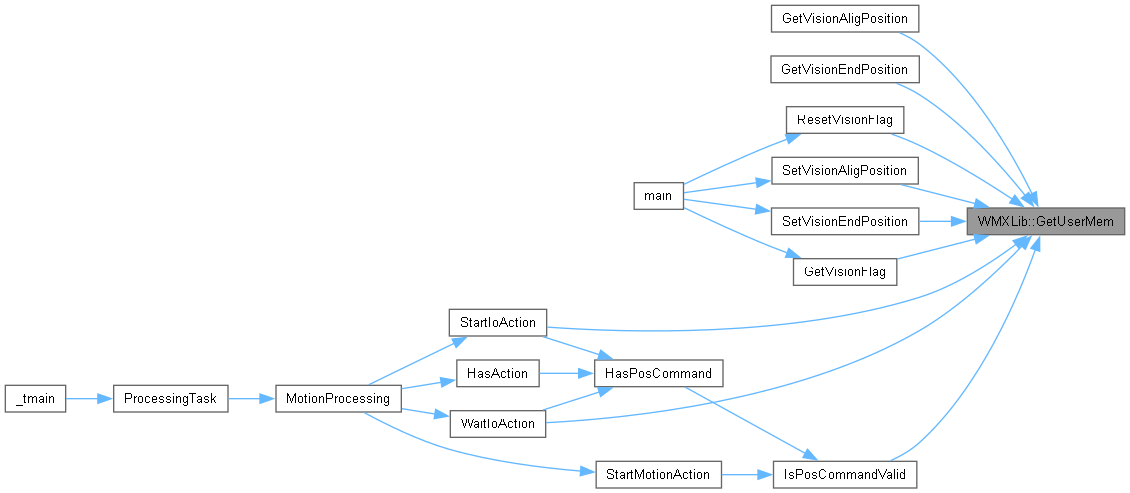 GetVisionAligPosition
GetVisionEndPosition
ResetVisionFlag
SetVisionAligPosition
main
SetVisionEndPosition
WMXLib::GetUserMem
GetVisionFlag
StartIoAction
HasAction
HasPosCommand
_tmain
ProcessingTask
MotionProcessing
WaitIoAction
StartMotionAction
IsPosCommandValid